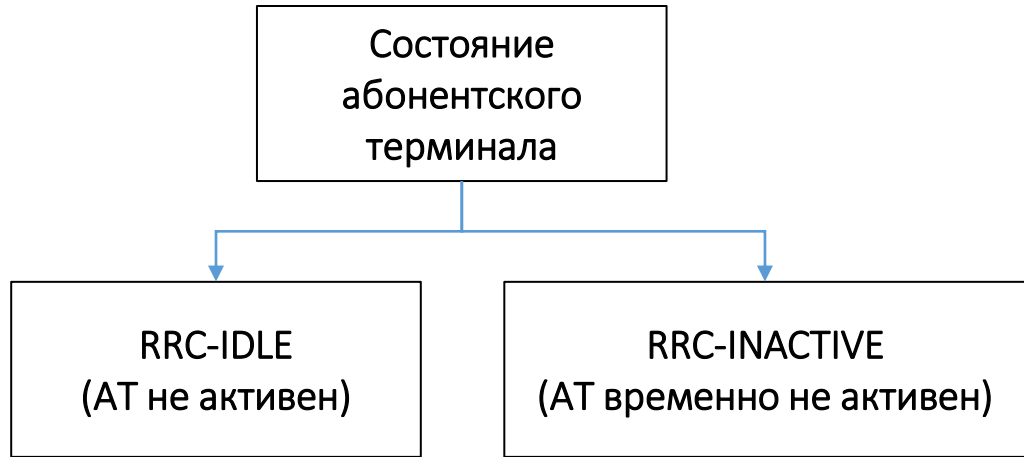 Состояние
абонентского
терминала
RRC-IDLE
(АТ не активен)
RRC-INACTIVE
(АТ временно не активен)